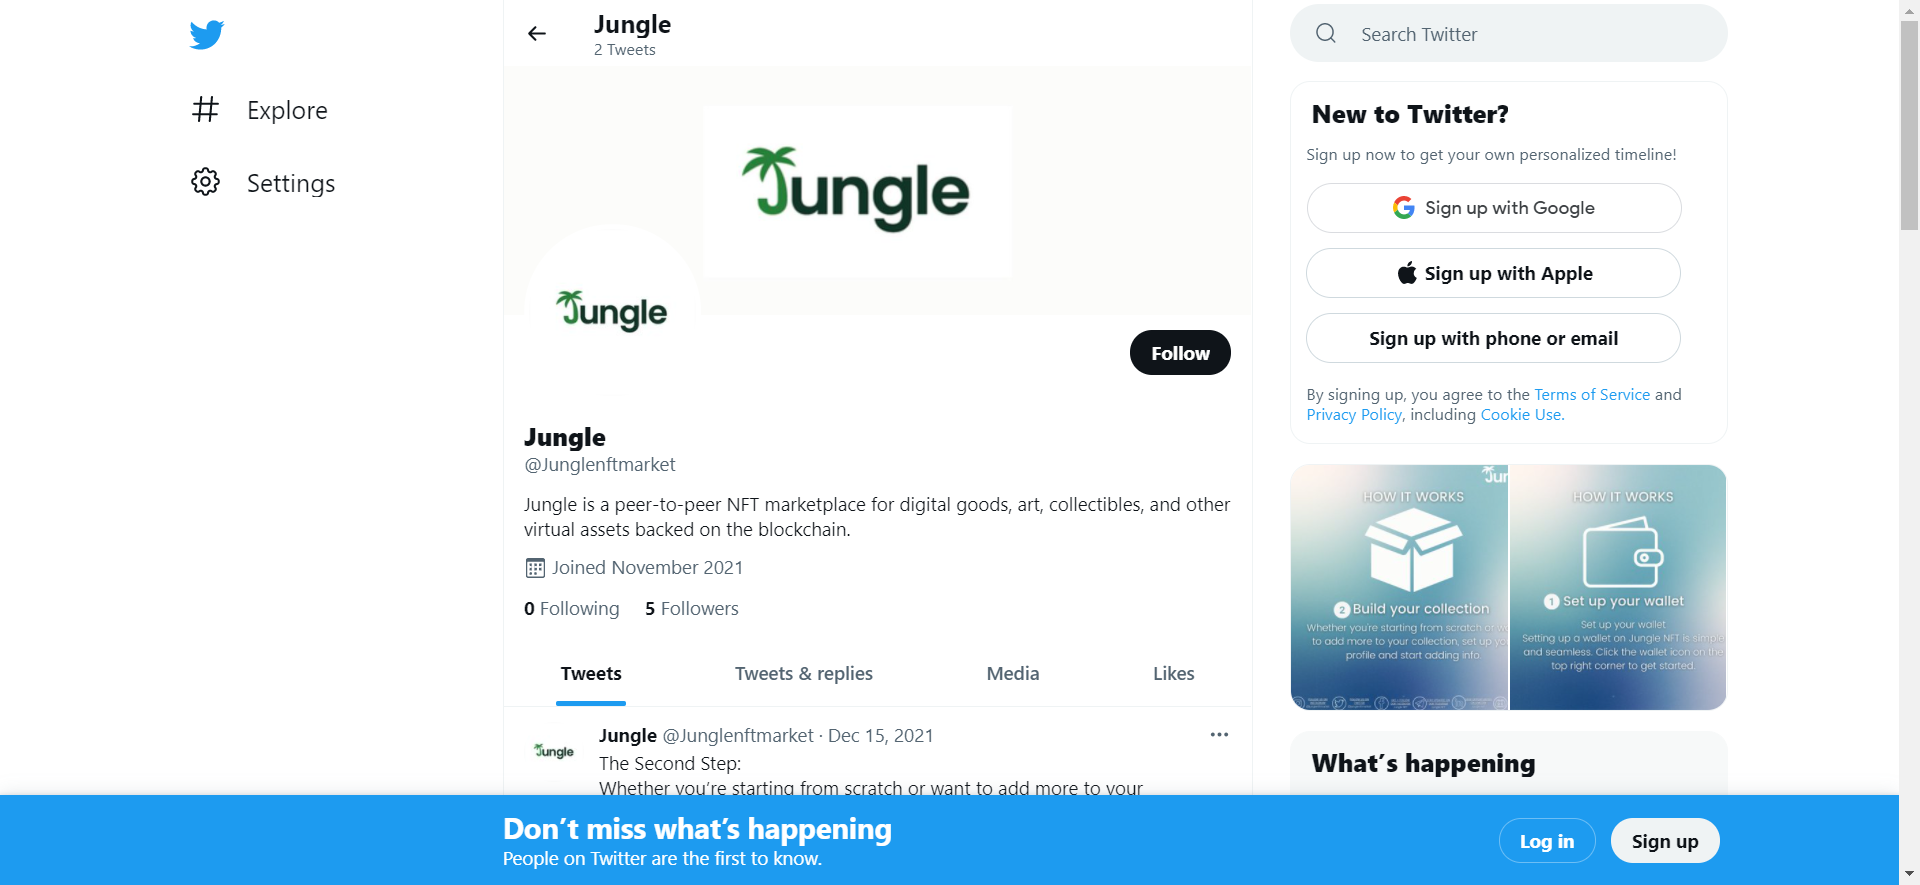 Explore
Settings
Jungle
2 Tweets
Jungle
Jungle
Follow
Jungle
@Junglenftmarket
Jungle is a peer-to-peer NFT marketplace for digital goods, art, collectibles, and other
virtual assets backed on the blockchain.
Joined November 2021
0 Following 5 Followers
Tweets Tweets & replies Media Likes
Jungle
Jungle @Junglenftmarket · Dec 15, 2021
The Second Step:
Whether you're starting from scratch or want to add more to your
Search Twitter
New to Twitter?
Sign up now to get your own personalized timeline!
Sign up with Google
Sign up with Apple
Sign up with phone or email
By signing up, you agree to the Terms of Service and
Privacy Policy, including Cookie Use.
Jun
HOW IT WORKS
2 Build your collection
Whether you're starting from scratch or w
to add more to your collection, set up yo
profile and start adding info.
HOW IT WORKS
1 Set up your wallet
Set up your wallet
Setting up a wallet on Jungle NFT is simple
and seamless. Click the wallet icon on the
top right corner to get started.
What's happening
Don't miss what's happening
People on Twitter are the first to know.
Log in
Sign up